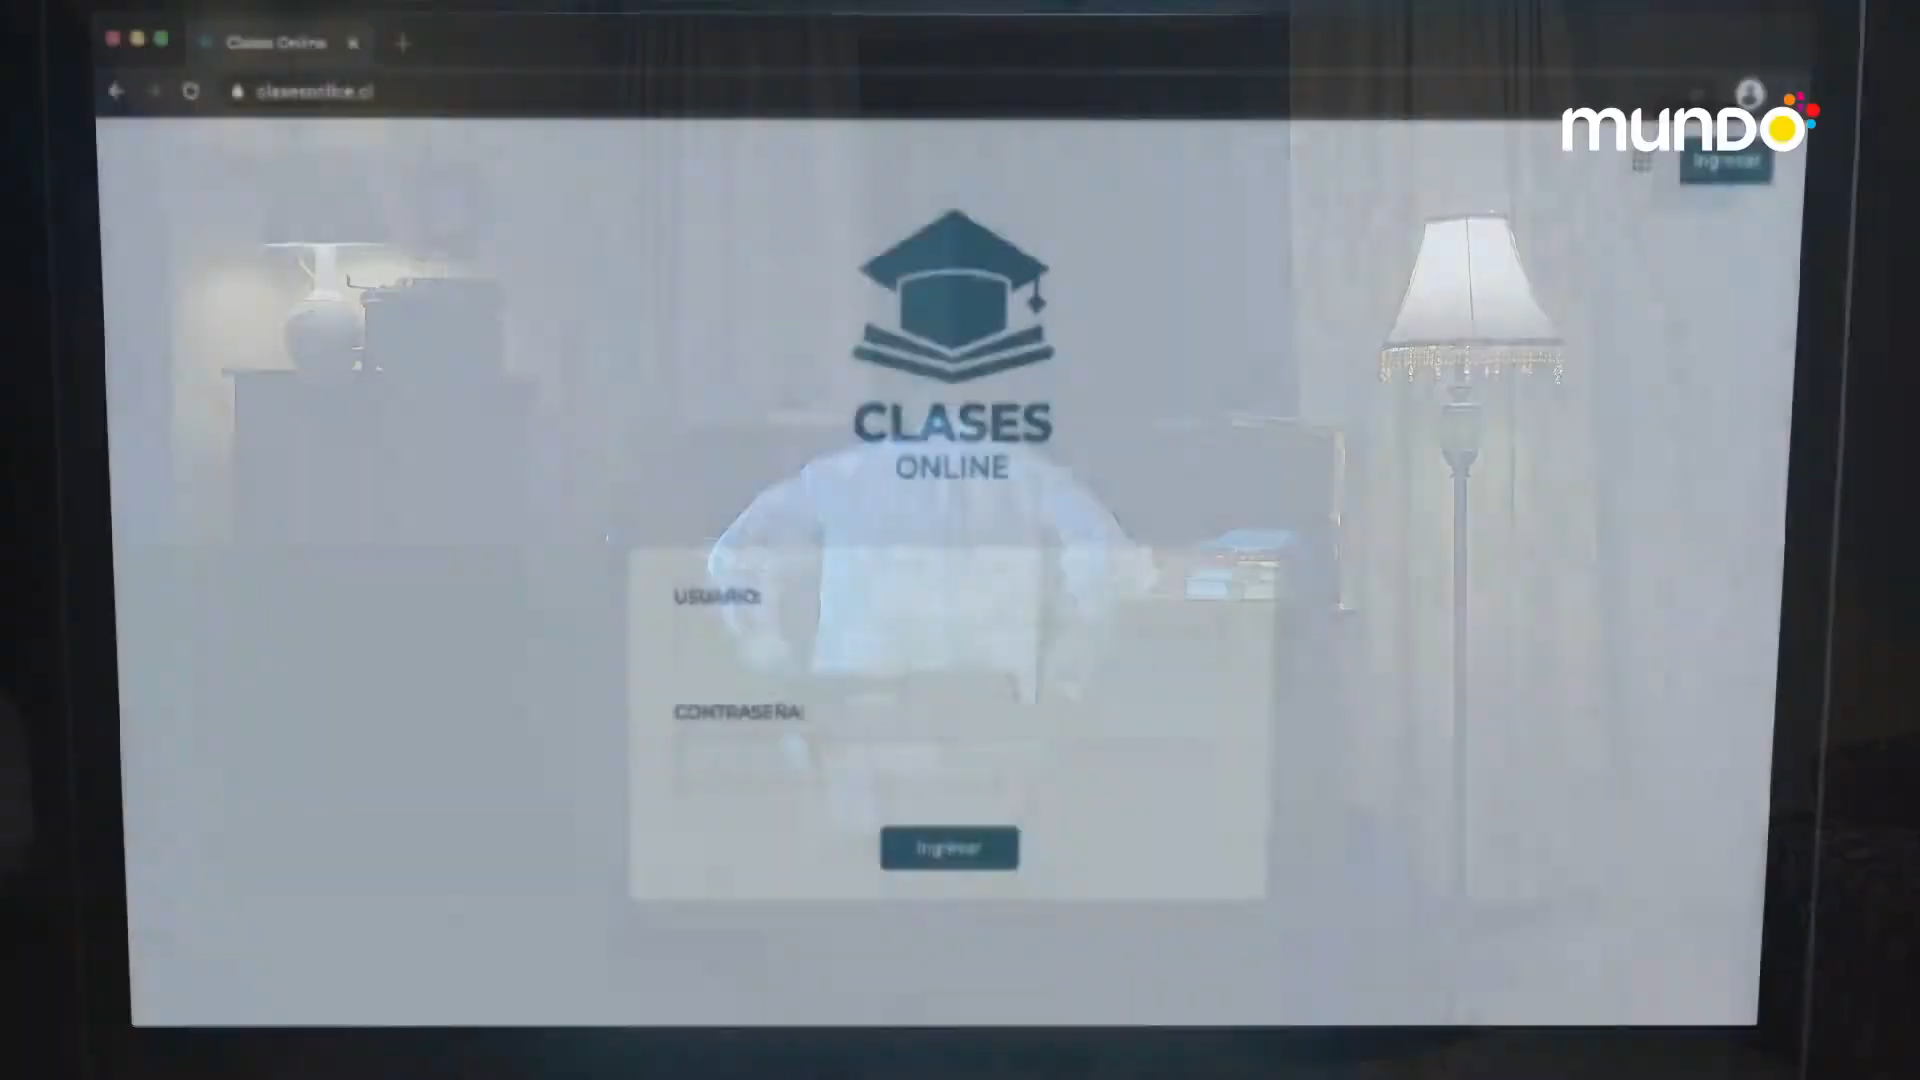 Clases Online
clasesonline.cl
mundo
Ingresar
CLASES
ONLINE
USUARIO:
CONTRASEÑA:
Ingresar